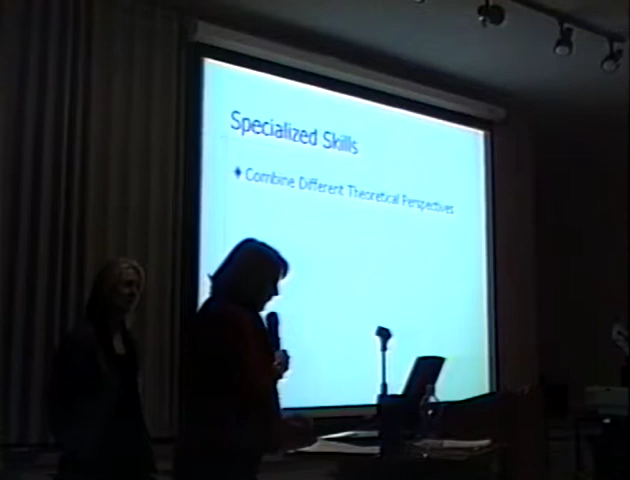 Specialized Skills
♦ Combine Different Theoretical Perspectives